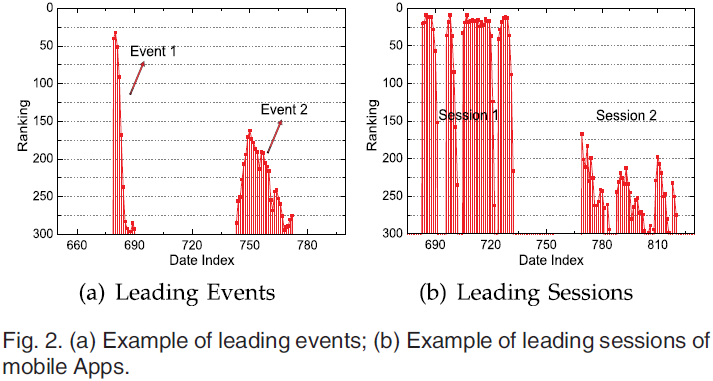 0
50
100
150
200
250
300
Ranking
Event 1
Event 2
660
690
720
750
780
Date Index
(a) Leading Events
0
50
100
150
200
250
300
Ranking
Session 1
Session 2
690
720
750
780
810
Date Index
(b) Leading Sessions
Fig. 2. (a) Example of leading events; (b) Example of leading sessions of
mobile Apps.